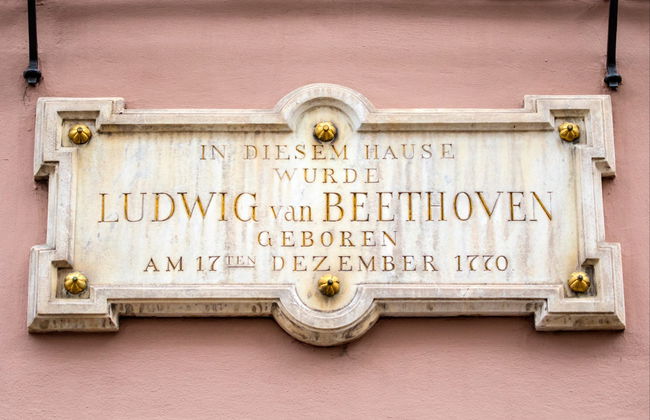 IN DIESEM HAUSE
WURDE
LUDWIG van BEETHOVEN
GEBOREN
AM 17TEN DEZEMBER 1770